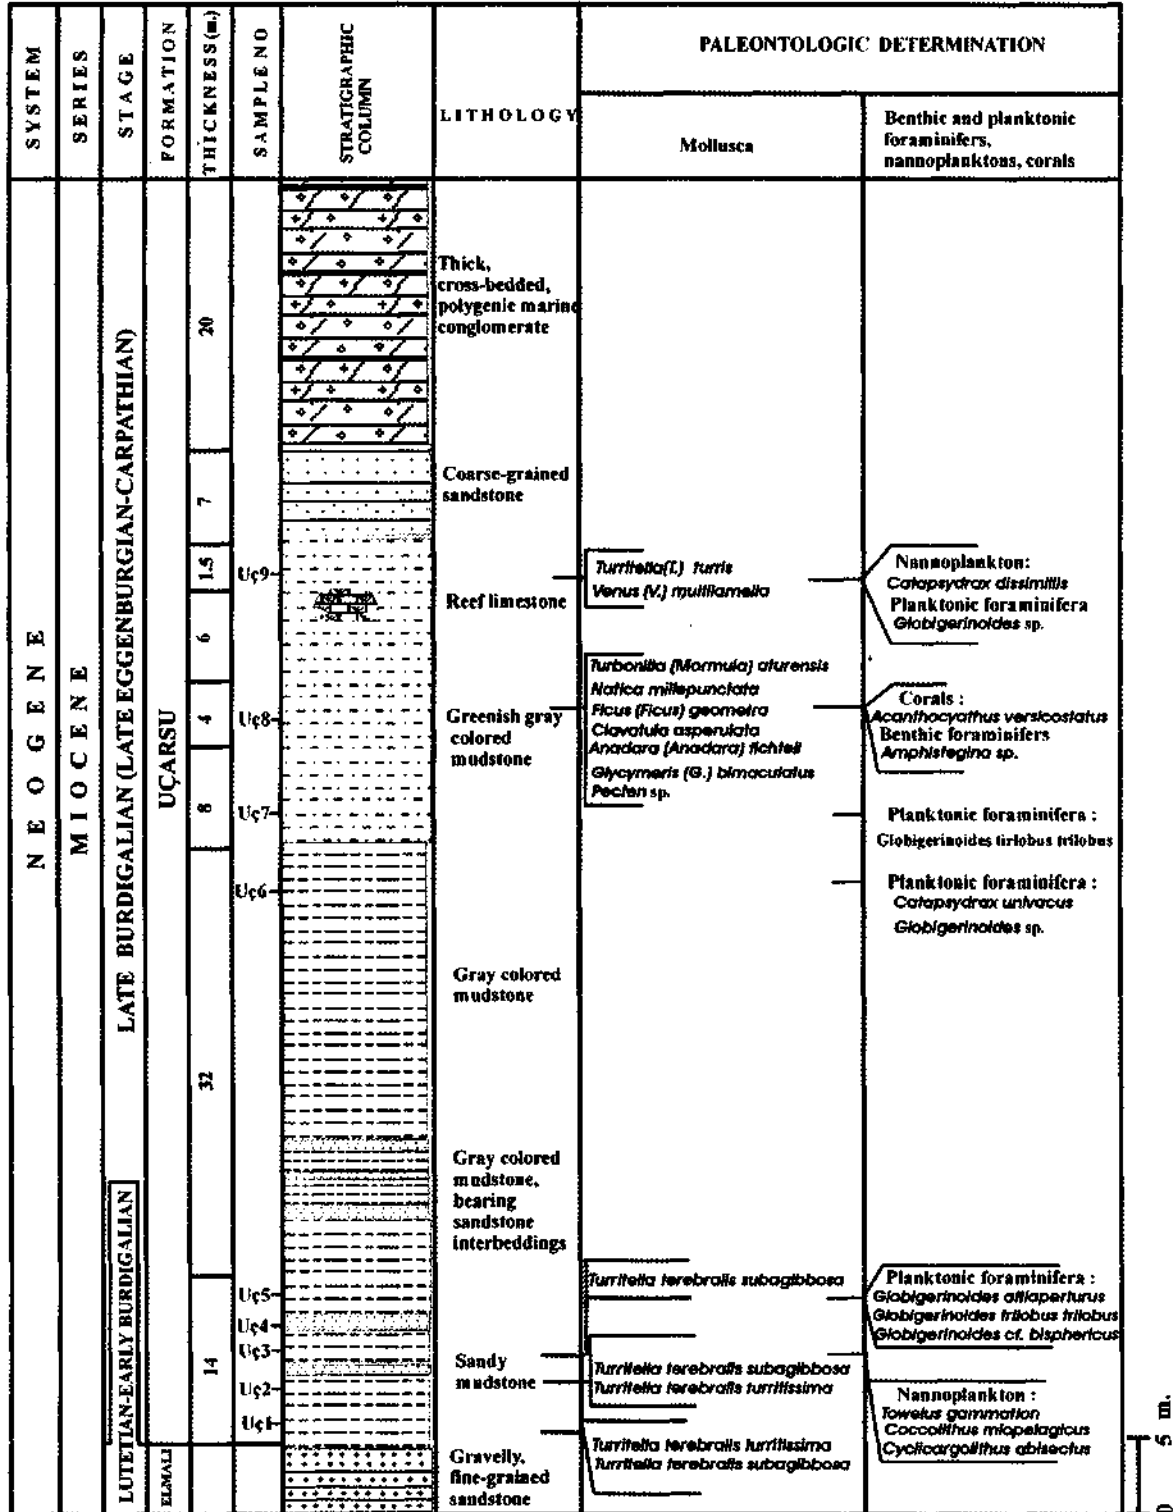 SYSTEM
SERIES
STAGE
FORMATION
THICKNESS (m.)
SAMPLE NO
STRATIGRAPHIC
COLUMN
LITHOLOGY
PALEONTOLOGIC DETERMINATION
Mollusca
Benthic and planktonic
foraminifers,
nannoplanktons, corals
NEOGENE
MIOCENE
LATE BURDIGALIAN (LATE EGGENBURGIAN-CARPATHIAN)
LUTETIAN-EARLY BURDIGALIAN
UÇARSU
ELMALI
20
7
1.5
6
4
8
32
14
Uç9
Uç8
Uç7
Uç6
Uç5
Uç4
Uç3
Uç2
Uç1
Thick,
cross-bedded,
polygenic marine
conglomerate
Coarse-grained
sandstone
Reef limestone
Greenish gray
colored
mudstone
Gray colored
mudstone
Gray colored
mudstone,
bearing
sandstone
interbeddings
Sandy
mudstone
Gravelly,
fine-grained
sandstone
Turritella(T.) turris
Venus (V.) multilamella
Turbonilla (Mormula) aturensis
Natica millepunctata
Ficus (Ficus) geometra
Clavatula asperulata
Anadara (Anadara) fichteli
Glycymeris (G.) bimaculatus
Pecten sp.
Turritella terebralis subagibbosa
Turritella terebralis subagibbosa
Turritella terebralis turritissima
Turritella terebralis turritissima
Turritella terebralis subagibbosa
Nannoplankton:
Catapsydrax dissimilis
Planktonic foraminifera
Globigerinoides sp.
Corals :
Acanthocyathus versicostatus
Benthic foraminifers
Amphistegina sp.
Planktonic foraminifera :
Globigerinoides tirlobus trilobus
Planktonic foraminifera :
Catapsydrax univacus
Globigerinoides sp.
Planktonic foraminifera :
Globigerinoides altiaperturus
Globigerinoides trilobus trilobus
Globigerinoides cf. bisphericus
Nannoplankton :
Towelus gammation
Coccolithus miopelagicus
Cyclicargolithus abisectus
5 m.
0